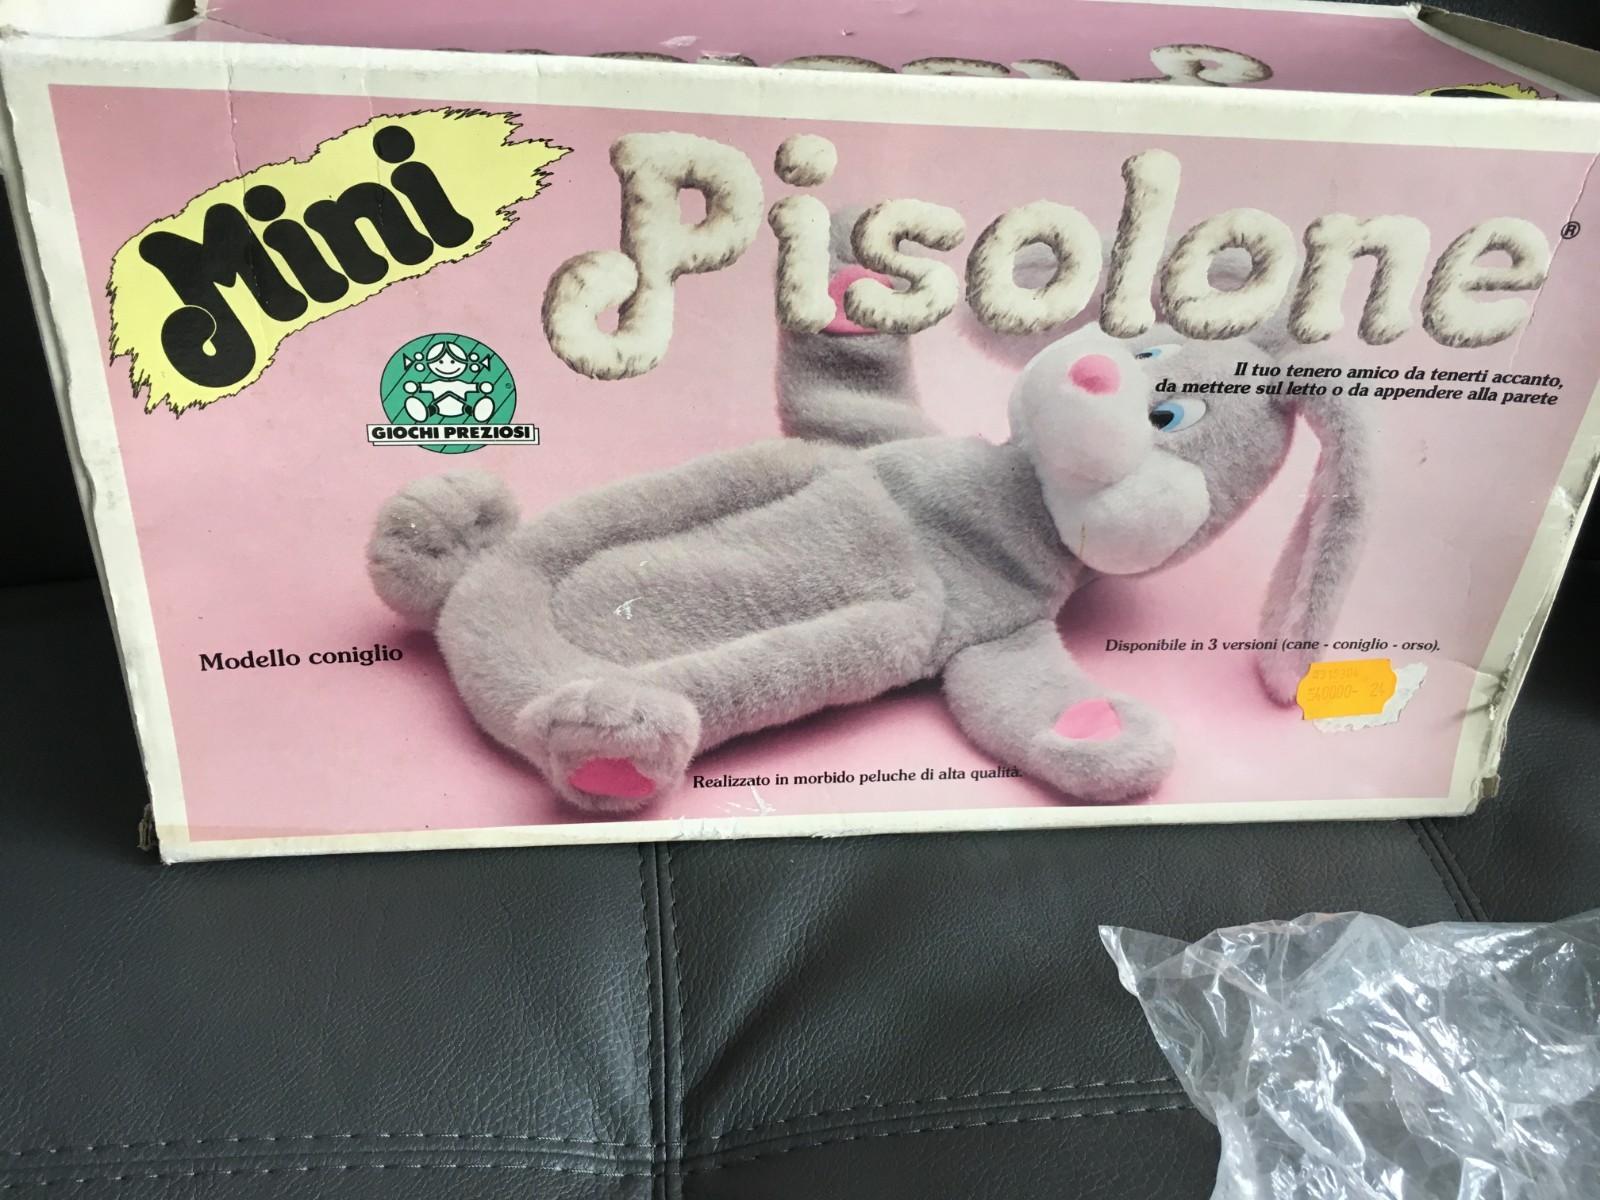 Mini
Pisolone®
GIOCHI PREZIOSI
Il tuo tenero amico da tenerti accanto,
da mettere sul letto o da appendere alla parete
Modello coniglio
Disponibile in 3 versioni (cane - coniglio - orso).
Realizzato in morbido peluche di alta qualità.